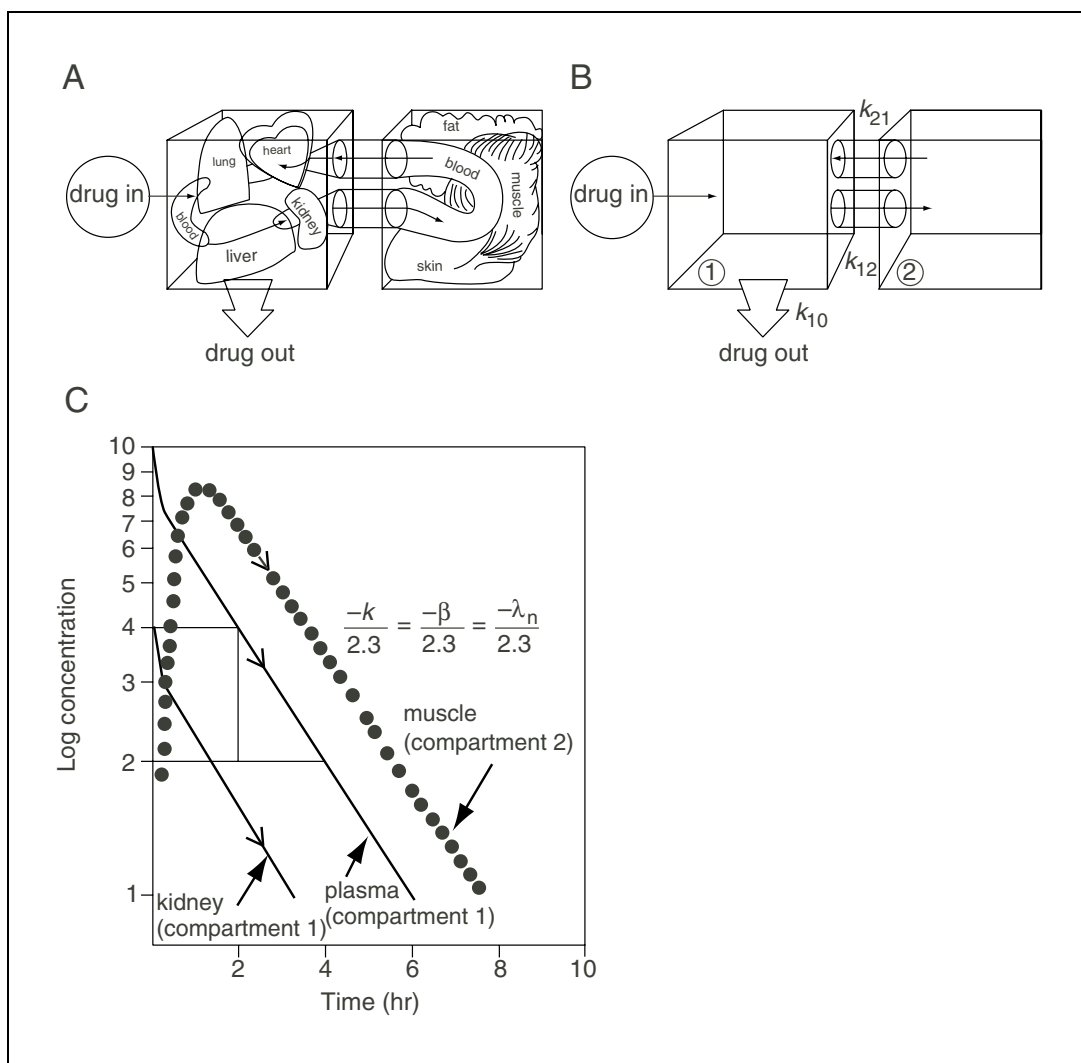 A
drug in
lung
heart
blood
kidney
liver
drug out
fat
blood
muscle
skin
B
drug in
k21
k12
1
2
k10
drug out
C
Log concentration
10
9
8
7
6
5
4
3
2
1
−k/2.3 = −β/2.3 = −λn/2.3
muscle
(compartment 2)
kidney
(compartment 1)
plasma
(compartment 1)
2
4
6
8
10
Time (hr)